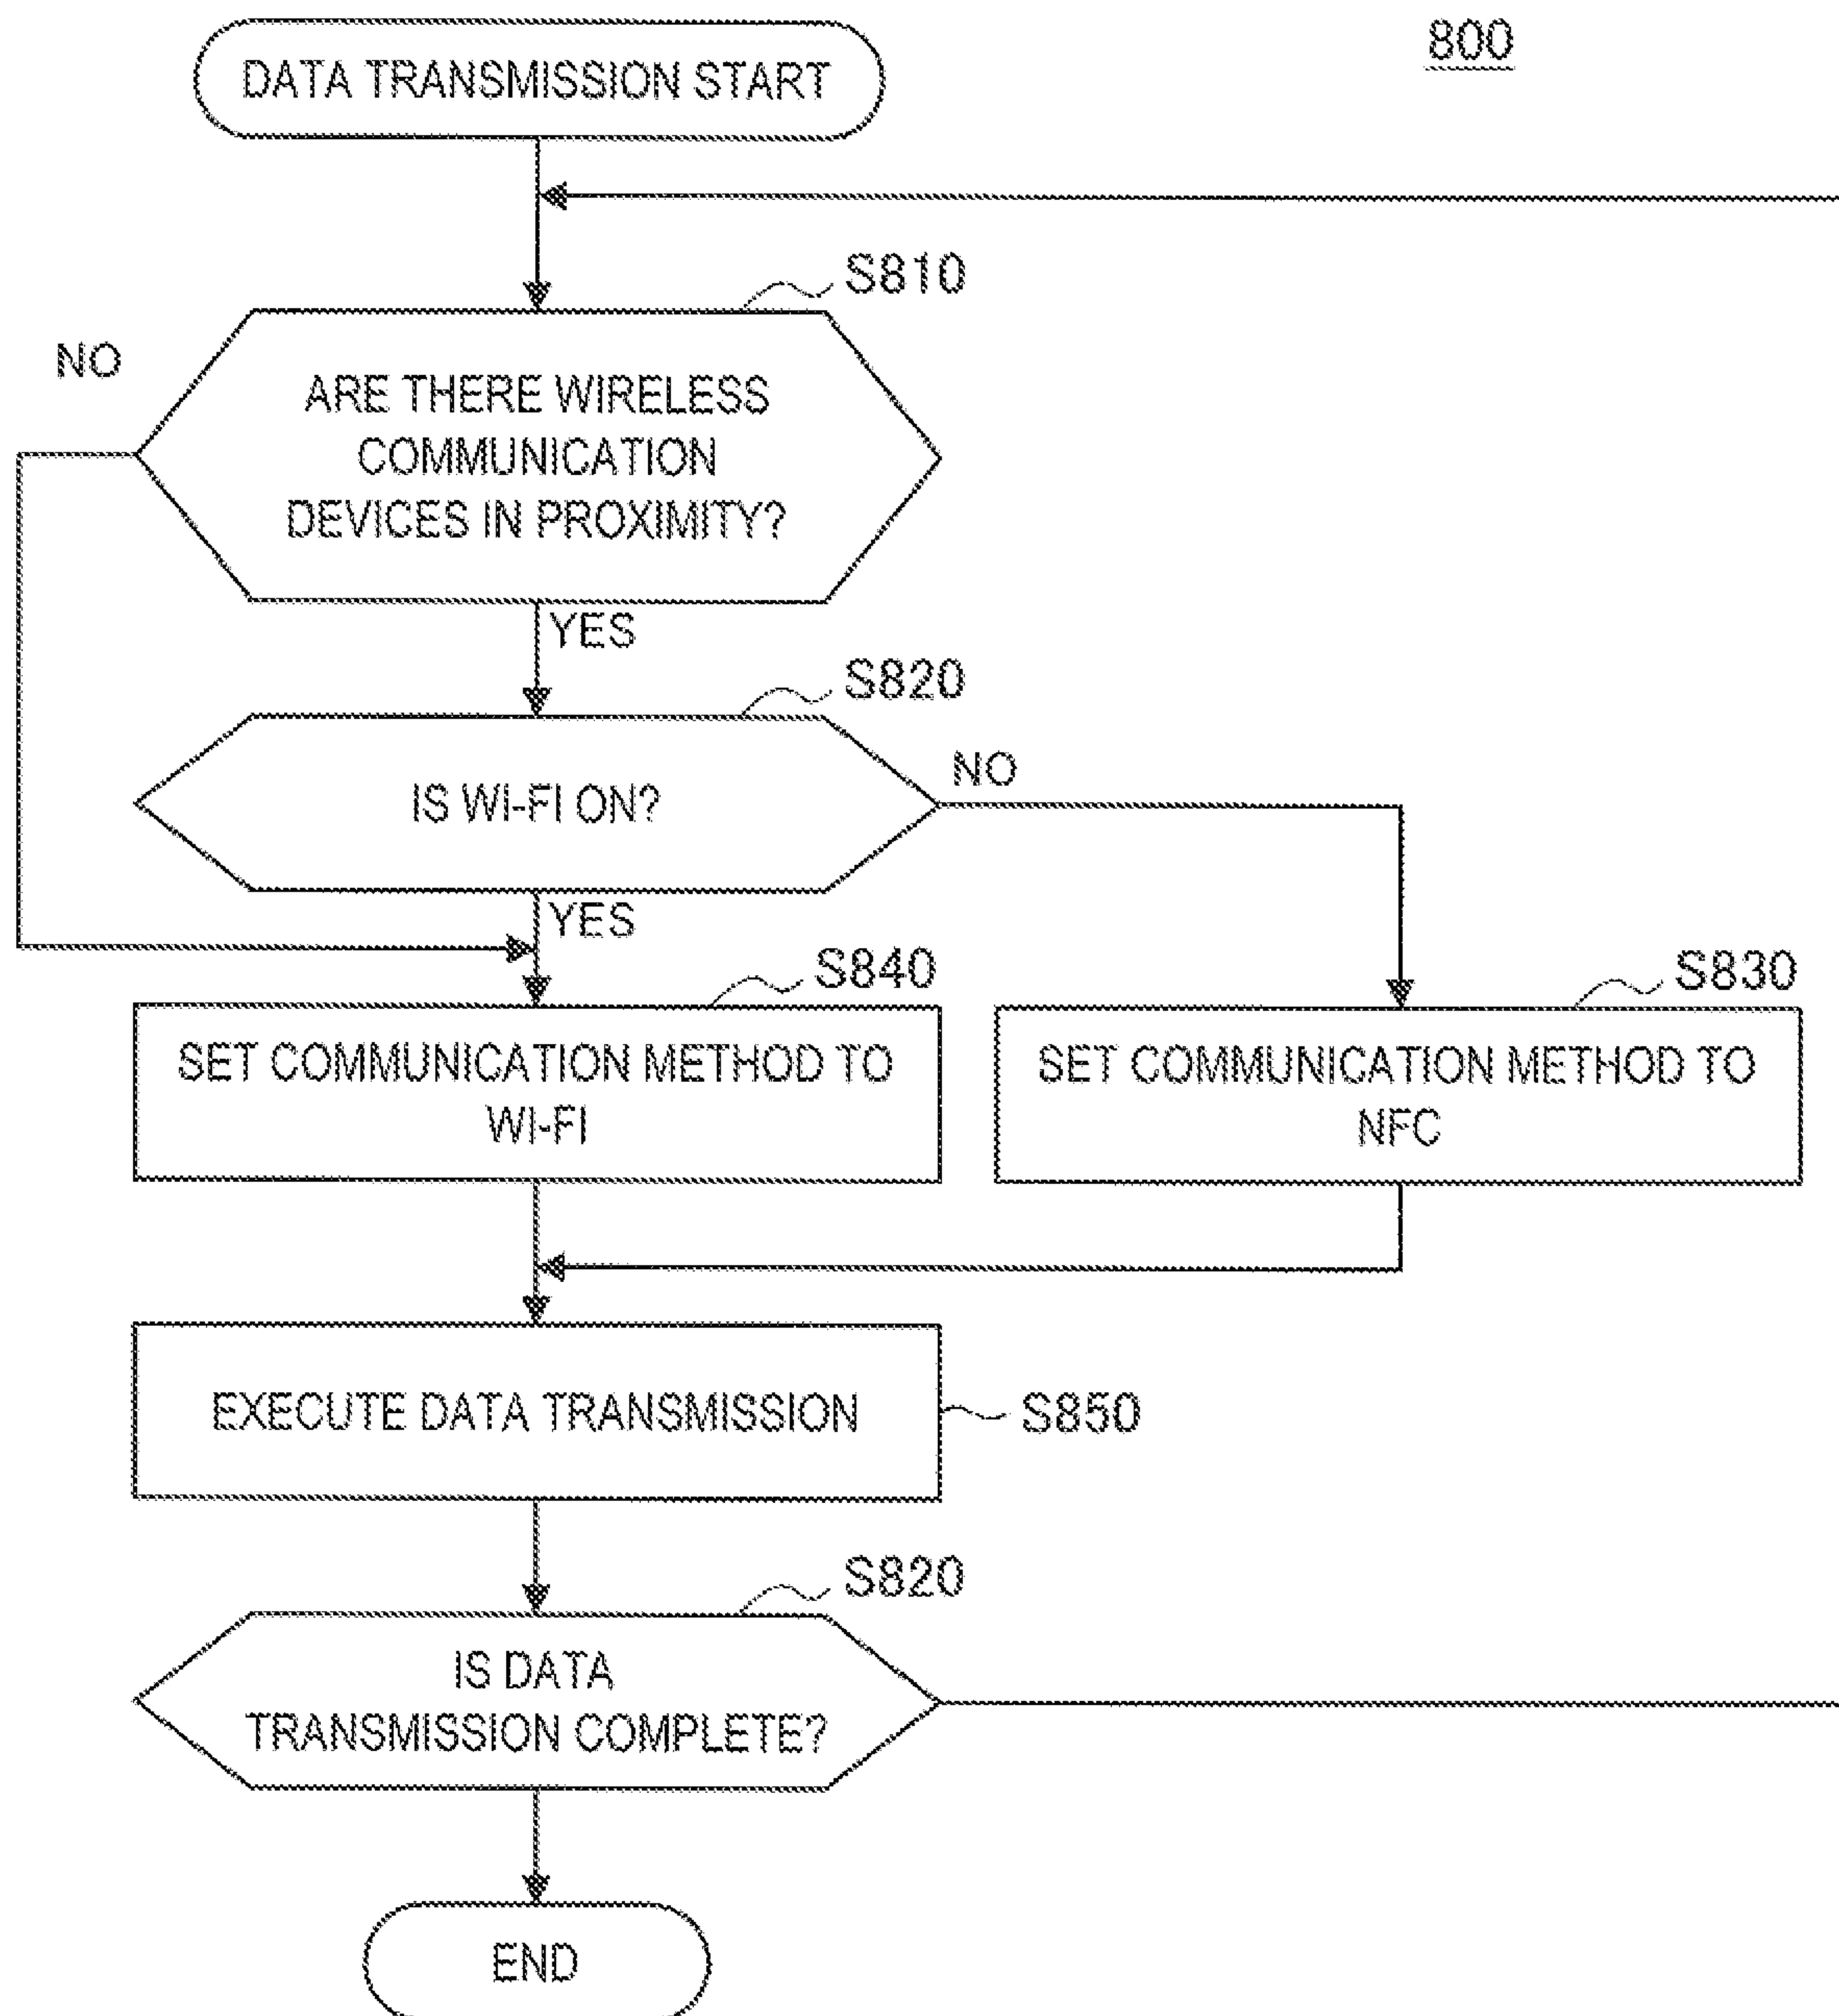 800
DATA TRANSMISSION START
S810
NO
ARE THERE WIRELESS
COMMUNICATION
DEVICES IN PROXIMITY?
YES
S820
IS WI-FI ON?
NO
YES
S840
S830
SET COMMUNICATION METHOD TO
WI-FI
SET COMMUNICATION METHOD TO
NFC
EXECUTE DATA TRANSMISSION
S850
S820
IS DATA
TRANSMISSION COMPLETE?
END